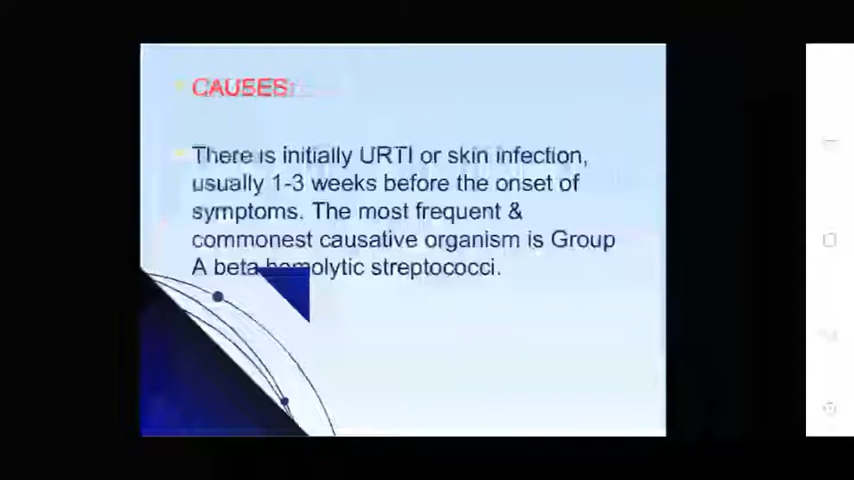 CAUSES:
There is initially URTI or skin infection,
usually 1-3 weeks before the onset of
symptoms. The most frequent &
commonest causative organism is Group
A beta hemolytic streptococci.